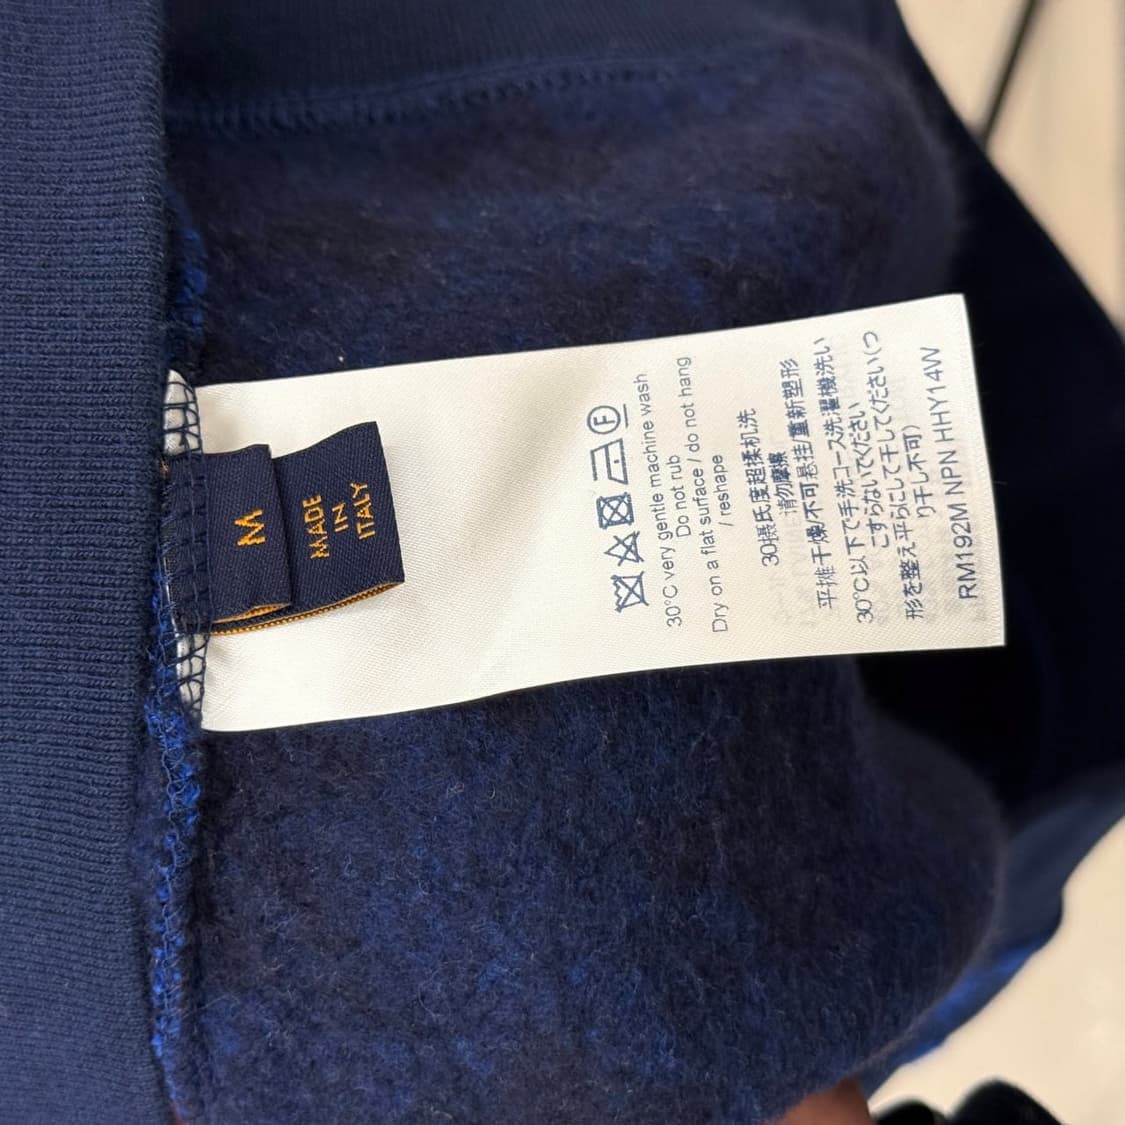 M
MADE
IN
ITALY
F
30°C very gentle machine wash
Do not rub
Dry on a flat surface / do not hang
/ reshape
30摄氏度超揉机洗
请勿摩擦
平摊干燥/不可悬挂/重新塑形
30°C以下で手洗コース洗濯機洗い
こすらないでください
形を整え平らにして干してください(つ
り干し不可)
RM192M NPN HHY14W